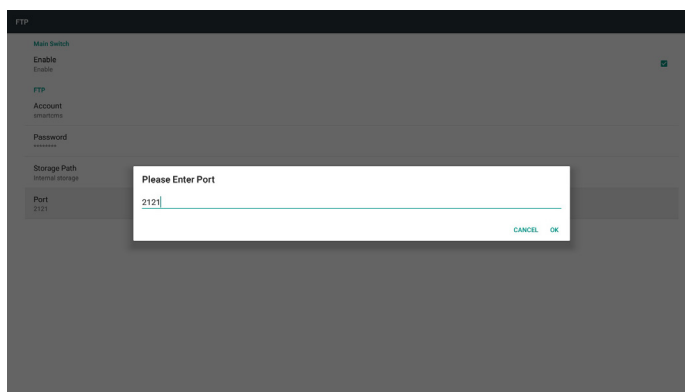 FTP
Main Switch
Enable
Enable
FTP
Account
smartcms
Password
********
Storage Path
Internal storage
Port
2121
Please Enter Port
2121
CANCEL OK